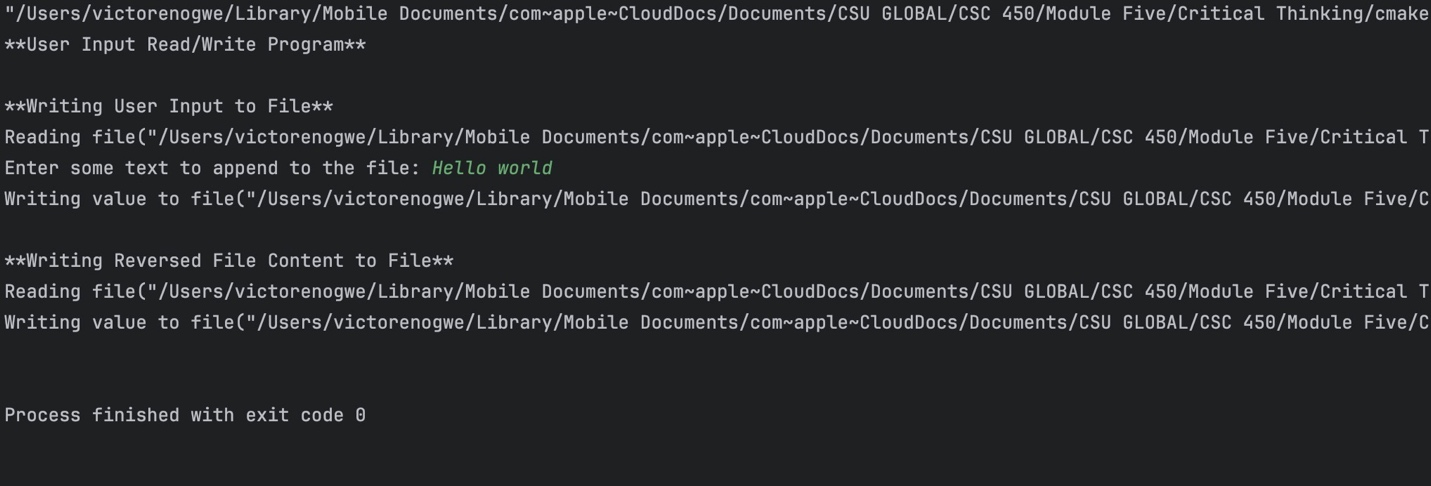 "/Users/victorenogwe/Library/Mobile Documents/com~apple~CloudDocs/Documents/CSU GLOBAL/CSC 450/Module Five/Critical Thinking/cmake
**User Input Read/Write Program**
**Writing User Input to File**
Reading file("/Users/victorenogwe/Library/Mobile Documents/com~apple~CloudDocs/Documents/CSU GLOBAL/CSC 450/Module Five/Critical T
Enter some text to append to the file: Hello world
Writing value to file("/Users/victorenogwe/Library/Mobile Documents/com~apple~CloudDocs/Documents/CSU GLOBAL/CSC 450/Module Five/C
**Writing Reversed File Content to File**
Reading file("/Users/victorenogwe/Library/Mobile Documents/com~apple~CloudDocs/Documents/CSU GLOBAL/CSC 450/Module Five/Critical T
Writing value to file("/Users/victorenogwe/Library/Mobile Documents/com~apple~CloudDocs/Documents/CSU GLOBAL/CSC 450/Module Five/C
Process finished with exit code 0